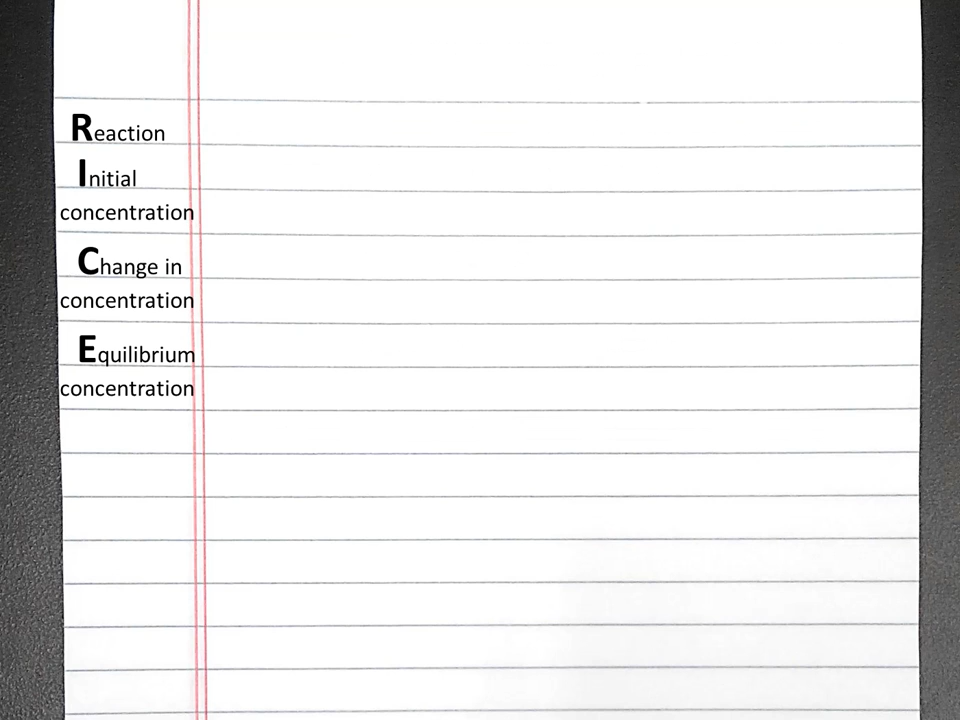 Reaction
Initial
concentration
Change in
concentration
Equilibrium
concentration